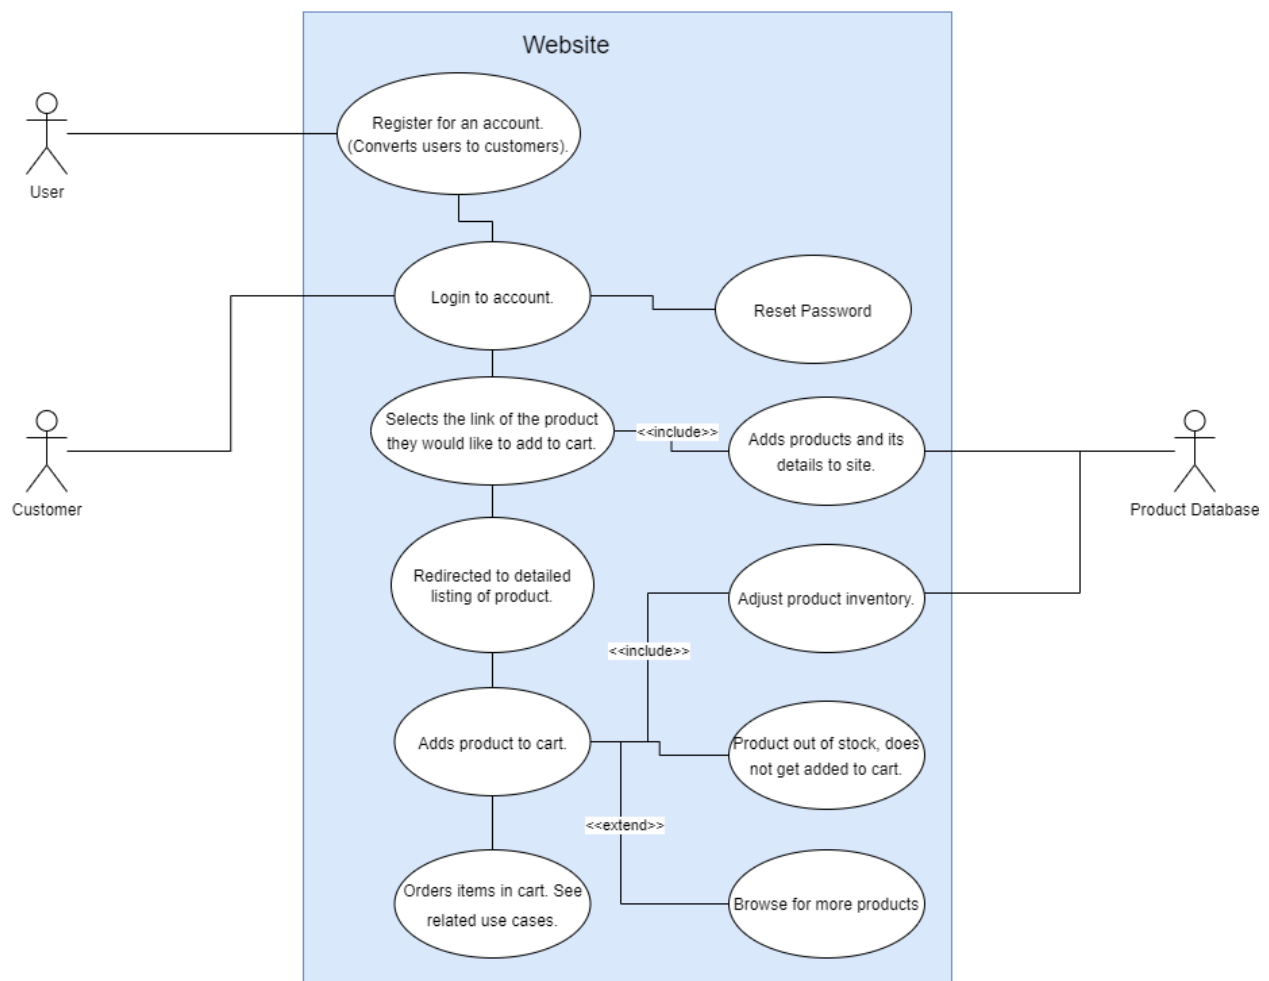 Website
Register for an account.
(Converts users to customers).
User
Login to account.
Reset Password
Selects the link of the product
they would like to add to cart.
<<include>>
Adds products and its
details to site.
Customer
Product Database
Redirected to detailed
listing of product.
Adjust product inventory.
<<include>>
Adds product to cart.
Product out of stock, does
not get added to cart.
<<extend>>
Orders items in cart. See
related use cases.
Browse for more products